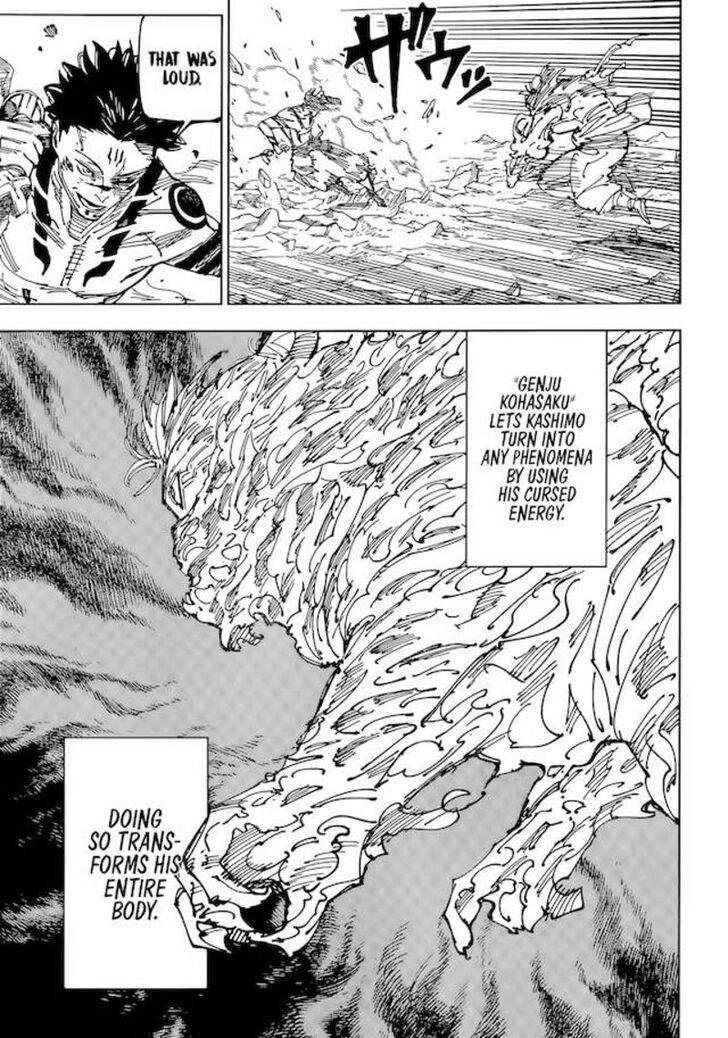 ザウッ
THAT WAS
LOUD.
"GENJU
KOHASAKU"
LETS KASHIMO
TURN INTO
ANY PHENOMENA
BY USING
HIS CURSED
ENERGY.
DOING
SO TRANS-
FORMS HIS
ENTIRE
BODY.